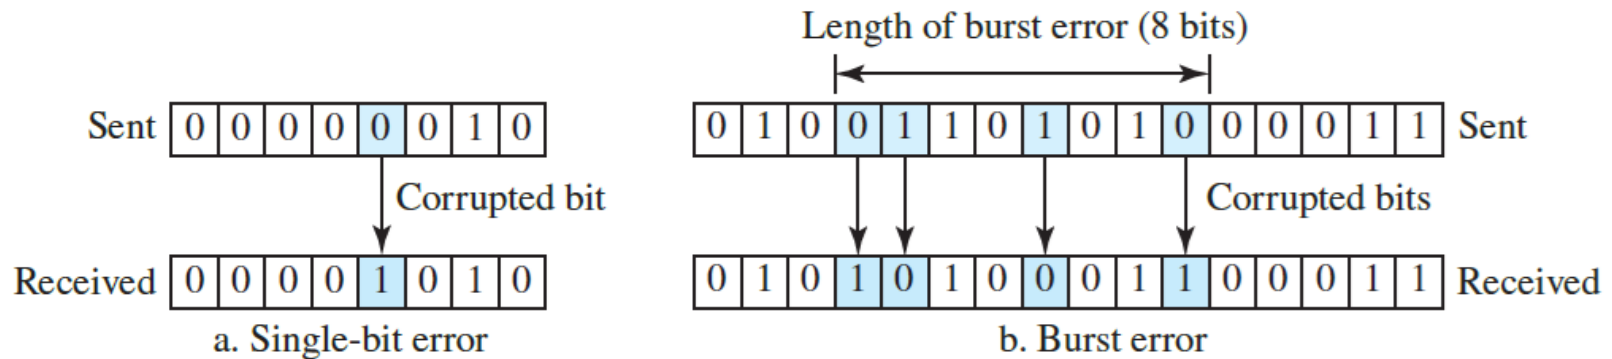 Length of burst error (8 bits)
Sent 0 0 0 0 0 0 1 0
0 1 0 0 1 1 0 1 0 1 0 0 0 0 1 1 Sent
Corrupted bit
Corrupted bits
Received 0 0 0 0 1 0 1 0
0 1 0 1 0 1 0 0 0 1 1 0 0 0 1 1 Received
a. Single-bit error
b. Burst error